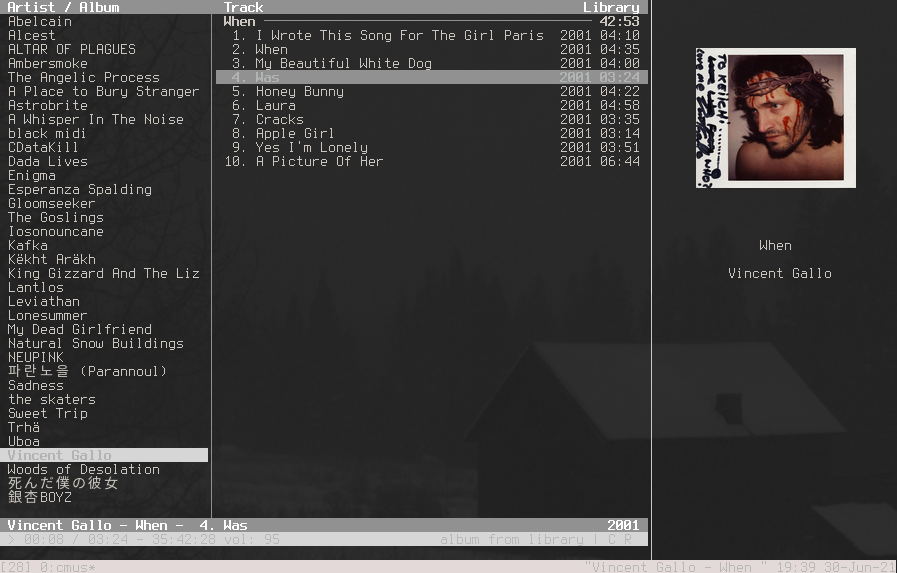 Artist / Album
Abelcain
Alcest
ALTAR OF PLAGUES
Ambersmoke
The Angelic Process
A Place to Bury Stranger
Astrobrite
A Whisper In The Noise
black midi
CDataKill
Dada Lives
Enigma
Esperanza Spalding
Gloomseeker
The Goslings
Iosonouncane
Kafka
Këkht Aräkh
King Gizzard And The Liz
Lantlos
Leviathan
Lonesummer
My Dead Girlfriend
Natural Snow Buildings
NEUPINK
파란노을 (Parannoul)
Sadness
the skaters
Sweet Trip
Trhä
Uboa
Vincent Gallo
Woods of Desolation
死んだ僕の彼女
銀杏BOYZ
Track Library
When 42:53
1. I Wrote This Song For The Girl Paris 2001 04:10
2. When 2001 04:35
3. My Beautiful White Dog 2001 04:00
4. Was 2001 03:24
5. Honey Bunny 2001 04:22
6. Laura 2001 04:58
7. Cracks 2001 03:35
8. Apple Girl 2001 03:14
9. Yes I'm Lonely 2001 03:51
10. A Picture Of Her 2001 06:44
TO KEIICHI
WHO?
When
Vincent Gallo
Vincent Gallo - When - 4. Was 2001
> 00:08 / 03:24 - 35:42:28 vol: 95 album from library | C R
[28] 0:cmus* "Vincent Gallo - When " 19:39 30-Jun-21